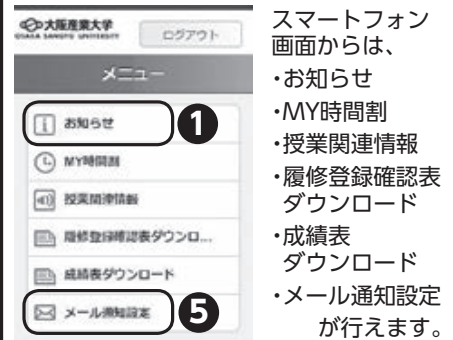 大阪産業大学
OSAKA SANGYO UNIVERSITY
ログアウト
メニュー
お知らせ
1
MY時間割
授業関連情報
履修登録確認表ダウンロ...
成績表ダウンロード
メール通知設定
5
スマートフォン
画面からは、
・お知らせ
・MY時間割
・授業関連情報
・履修登録確認表
ダウンロード
・成績表
ダウンロード
・メール通知設定
が行えます。